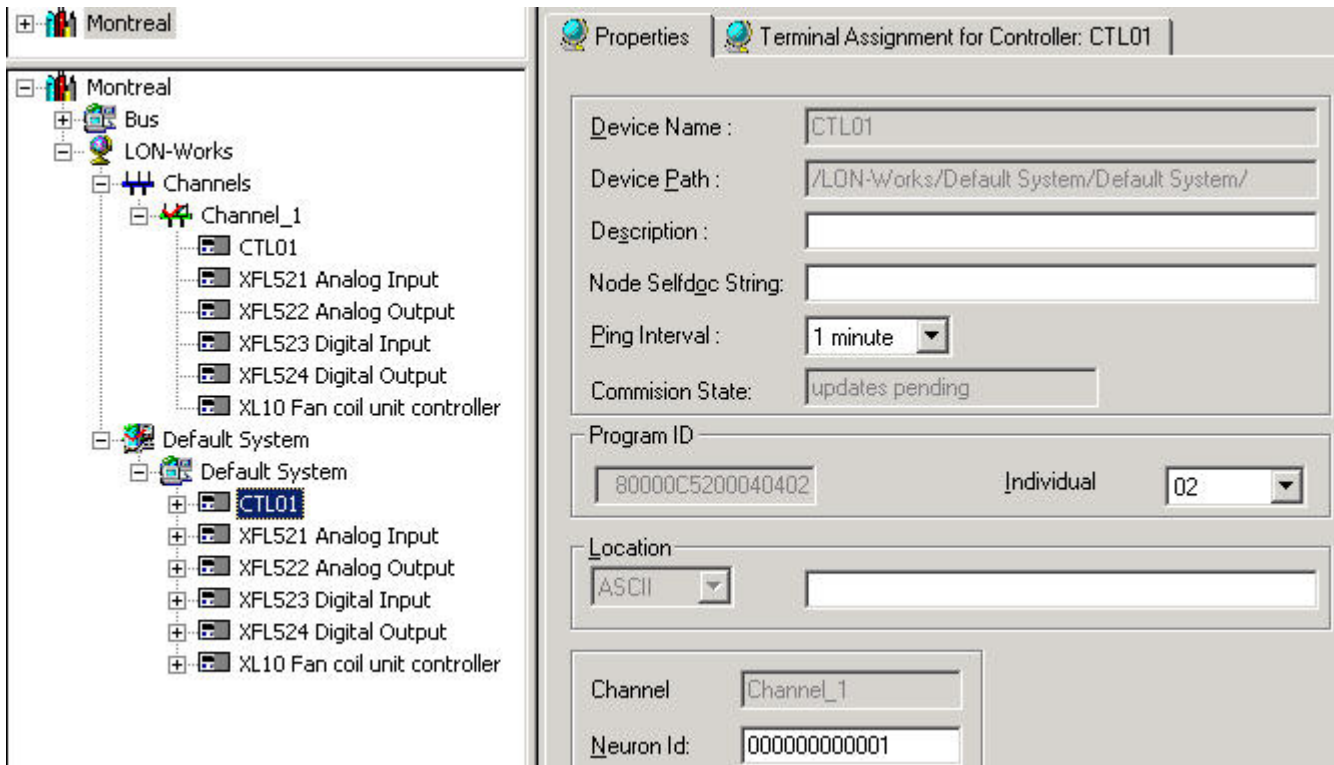 Montreal
Montreal
Bus
LON-Works
Channels
Channel_1
CTL01
XFL521 Analog Input
XFL522 Analog Output
XFL523 Digital Input
XFL524 Digital Output
XL10 Fan coil unit controller
Default System
Default System
CTL01
XFL521 Analog Input
XFL522 Analog Output
XFL523 Digital Input
XFL524 Digital Output
XL10 Fan coil unit controller
Properties Terminal Assignment for Controller: CTL01
Device Name : CTL01
Device Path : /LON-Works/Default System/Default System/
Description :
Node Selfdoc String:
Ping Interval : 1 minute
Commision State: updates pending
Program ID
80000C5200040402 Individual 02
Location
ASCII
Channel Channel_1
Neuron Id: 000000000001